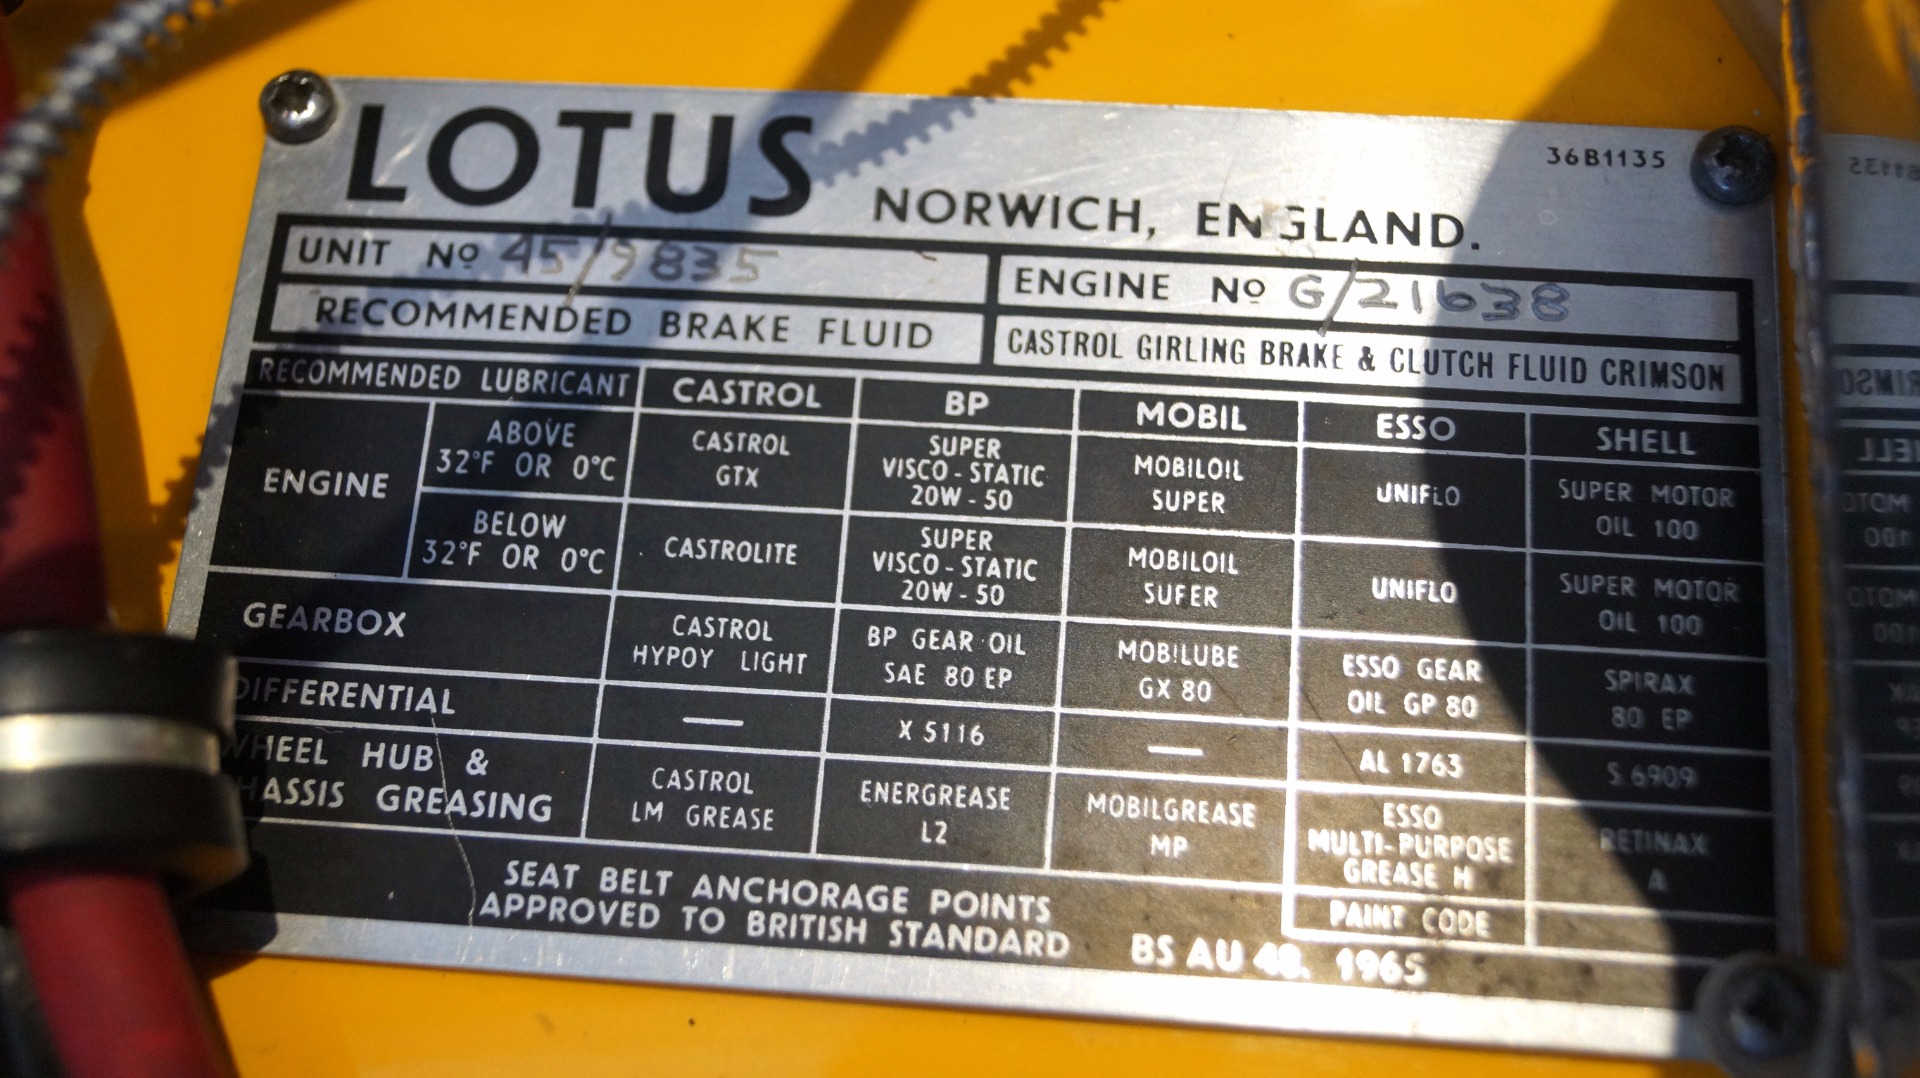 LOTUS NORWICH, ENGLAND.
36B1135
UNIT Nº 45/9835
ENGINE Nº G/21638
RECOMMENDED BRAKE FLUID
CASTROL GIRLING BRAKE & CLUTCH FLUID CRIMSON
RECOMMENDED LUBRICANT CASTROL BP MOBIL ESSO SHELL
ENGINE
ABOVE
32°F OR 0°C
CASTROL
GTX
SUPER
VISCO-STATIC
20W-50
MOBILOIL
SUPER
UNIFLO
SUPER MOTOR
OIL 100
BELOW
32°F OR 0°C
CASTROLITE
SUPER
VISCO-STATIC
20W-50
MOBILOIL
SUFER
UNIFLO
SUPER MOTOR
OIL 100
GEARBOX
CASTROL
HYPOY LIGHT
BP GEAR OIL
SAE 80 EP
MOBILUBE
GX 80
ESSO GEAR
OIL GP 80
SPIRAX
80 EP
DIFFERENTIAL
—
X 5116
—
AL 1763
S.6909
WHEEL HUB &
HASSIS GREASING
CASTROL
LM GREASE
ENERGREASE
L2
MOBILGREASE
MP
ESSO
MULTI-PURPOSE
GREASE H
RETINAX
A
SEAT BELT ANCHORAGE POINTS
APPROVED TO BRITISH STANDARD BS AU 48. 1965
PAINT CODE